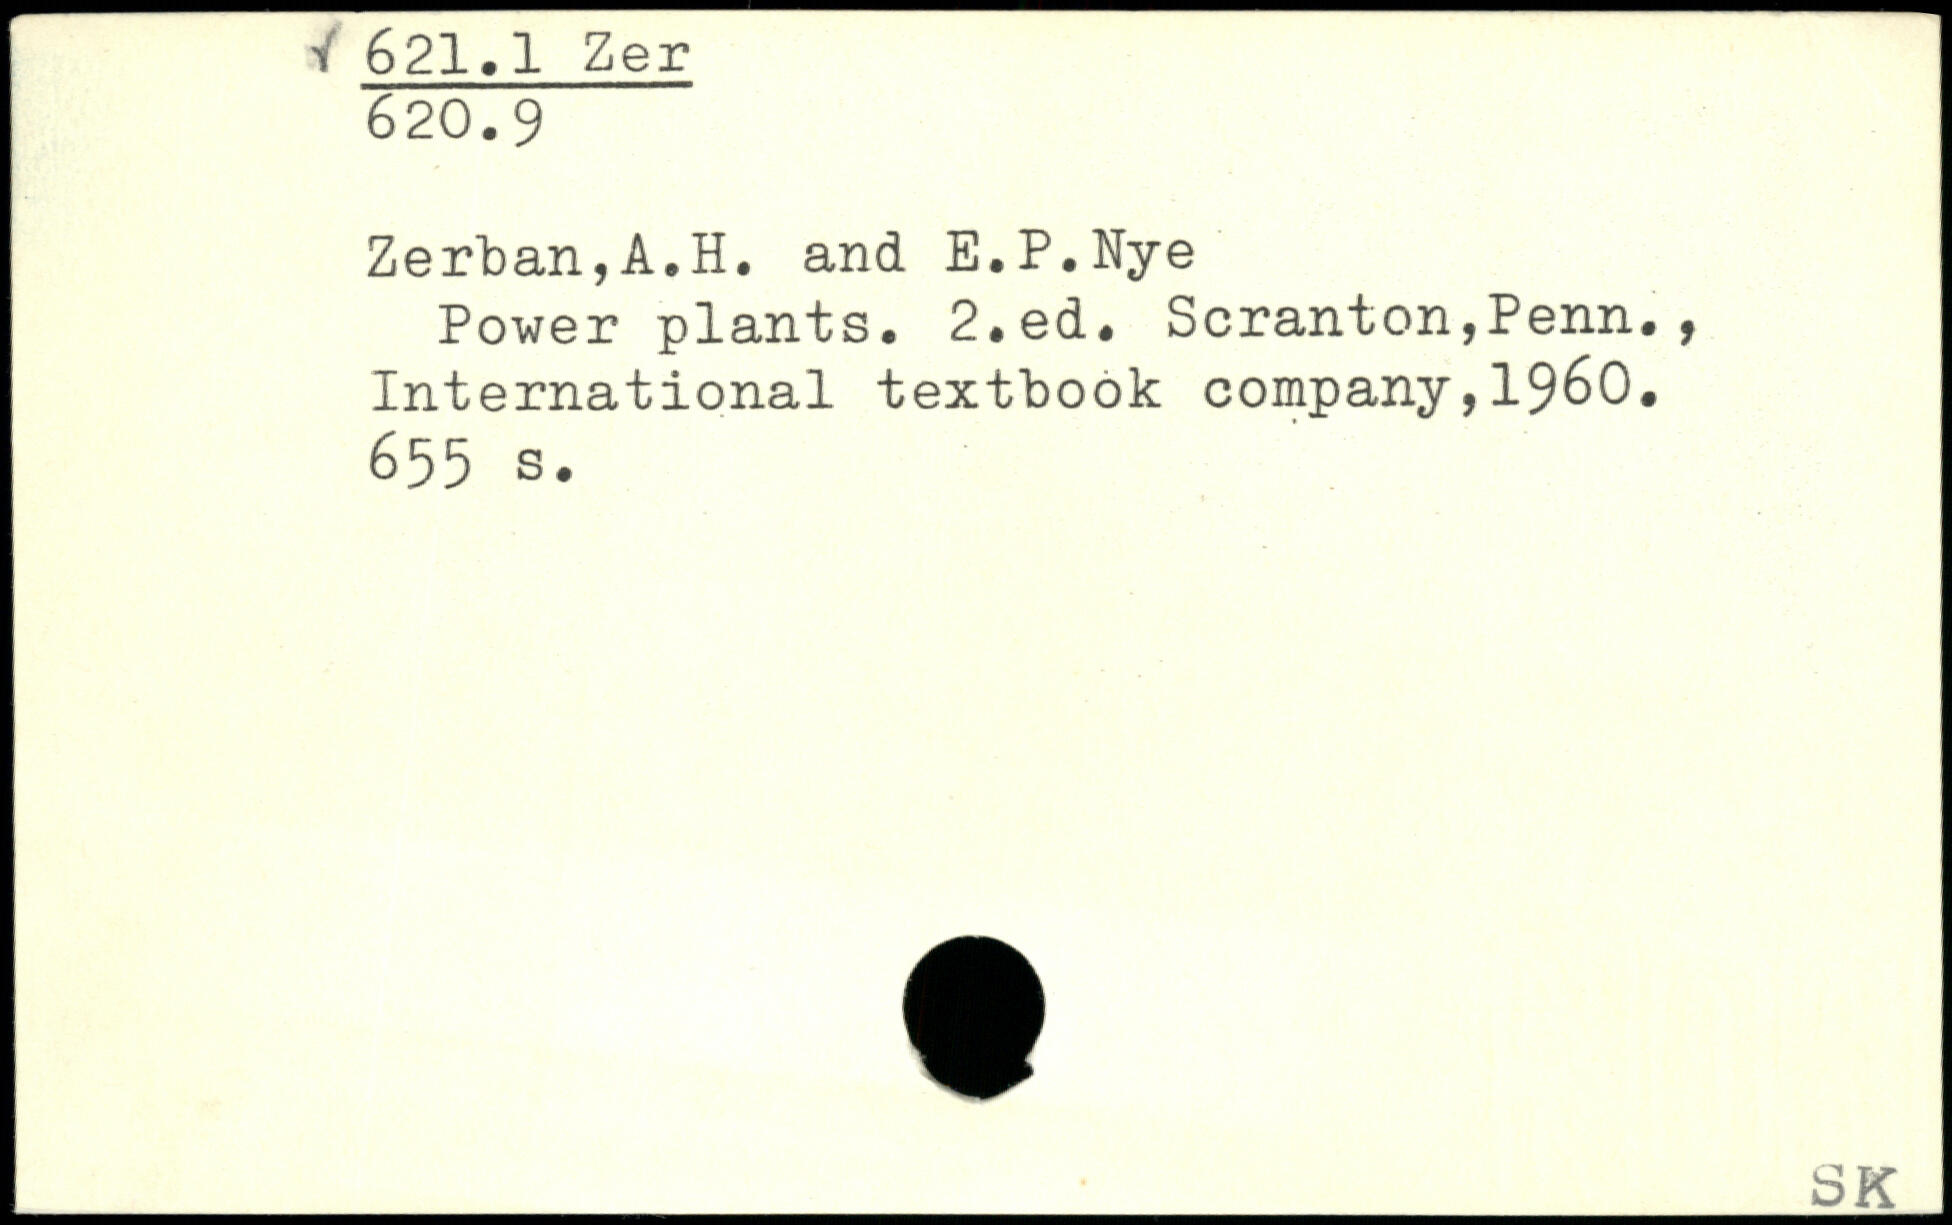 621.1 Zer
620.9
Zerban,A.H. and E.P.Nye
Power plants. 2.ed. Scranton,Penn.,
International textbook company,1960.
655 s.
SK